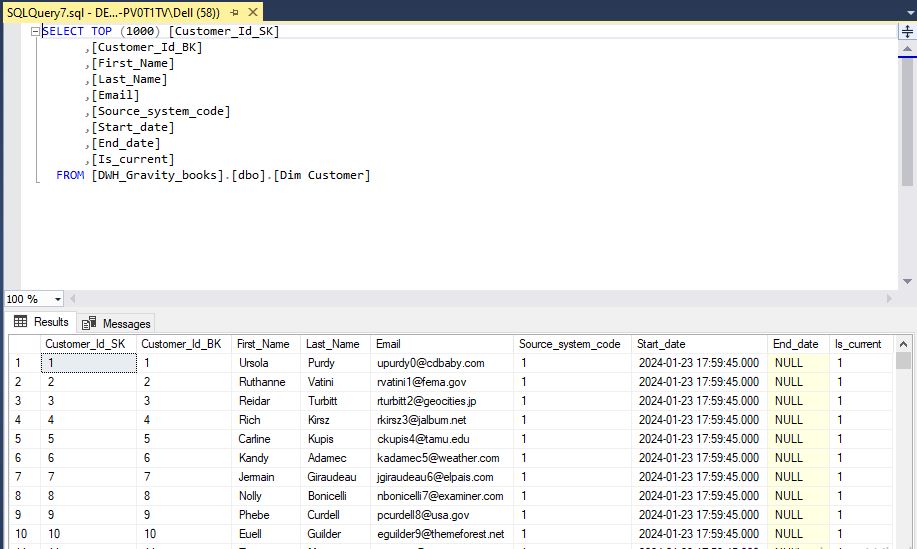 SQLQuery7.sql - DE...-PV0T1TV\Dell (58))
SELECT TOP (1000) [Customer_Id_SK]
,[Customer_Id_BK]
,[First_Name]
,[Last_Name]
,[Email]
,[Source_system_code]
,[Start_date]
,[End_date]
,[Is_current]
FROM [DWH_Gravity_books].[dbo].[Dim Customer]
100 %
Results Messages
Customer_Id_SK Customer_Id_BK First_Name Last_Name Email Source_system_code Start_date End_date Is_current
1 1 1 Ursola Purdy upurdy0@cdbaby.com 1 2024-01-23 17:59:45.000 NULL 1
2 2 2 Ruthanne Vatini rvatini1@fema.gov 1 2024-01-23 17:59:45.000 NULL 1
3 3 3 Reidar Turbitt rturbitt2@geocities.jp 1 2024-01-23 17:59:45.000 NULL 1
4 4 4 Rich Kirsz rkirsz3@jalbum.net 1 2024-01-23 17:59:45.000 NULL 1
5 5 5 Carline Kupis ckupis4@tamu.edu 1 2024-01-23 17:59:45.000 NULL 1
6 6 6 Kandy Adamec kadamec5@weather.com 1 2024-01-23 17:59:45.000 NULL 1
7 7 7 Jermain Giraudeau jgiraudeau6@elpais.com 1 2024-01-23 17:59:45.000 NULL 1
8 8 8 Nolly Bonicelli nbonicelli7@examiner.com 1 2024-01-23 17:59:45.000 NULL 1
9 9 9 Phebe Curdell pcurdell8@usa.gov 1 2024-01-23 17:59:45.000 NULL 1
10 10 10 Euell Guilder eguilder9@themeforest.net 1 2024-01-23 17:59:45.000 NULL 1